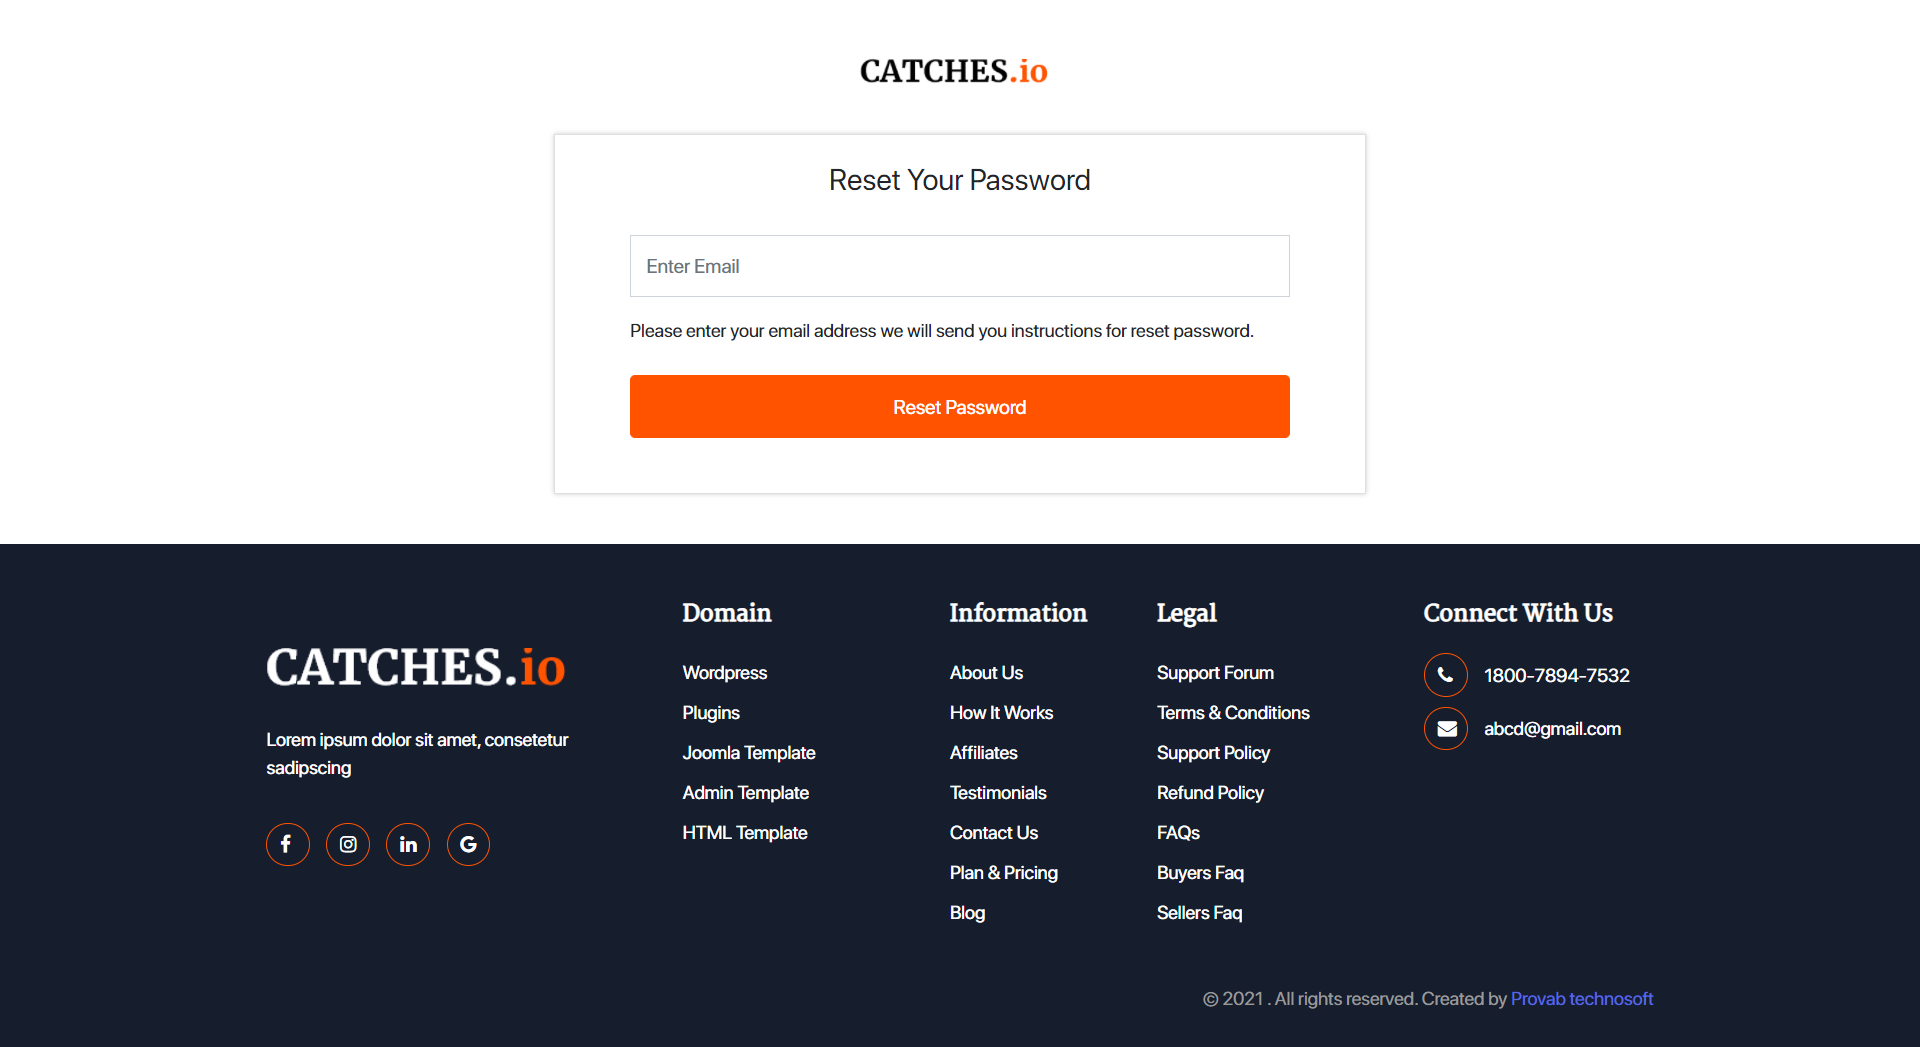 CATCHES.io
Reset Your Password
Enter Email
Please enter your email address we will send you instructions for reset password.
Reset Password
CATCHES.io
Lorem ipsum dolor sit amet, consetetur
sadipscing
Domain
Wordpress
Plugins
Joomla Template
Admin Template
HTML Template
Information
About Us
How It Works
Affiliates
Testimonials
Contact Us
Plan & Pricing
Blog
Legal
Support Forum
Terms & Conditions
Support Policy
Refund Policy
FAQs
Buyers Faq
Sellers Faq
Connect With Us
1800-7894-7532
abcd@gmail.com
© 2021 . All rights reserved. Created by Provab technosoft